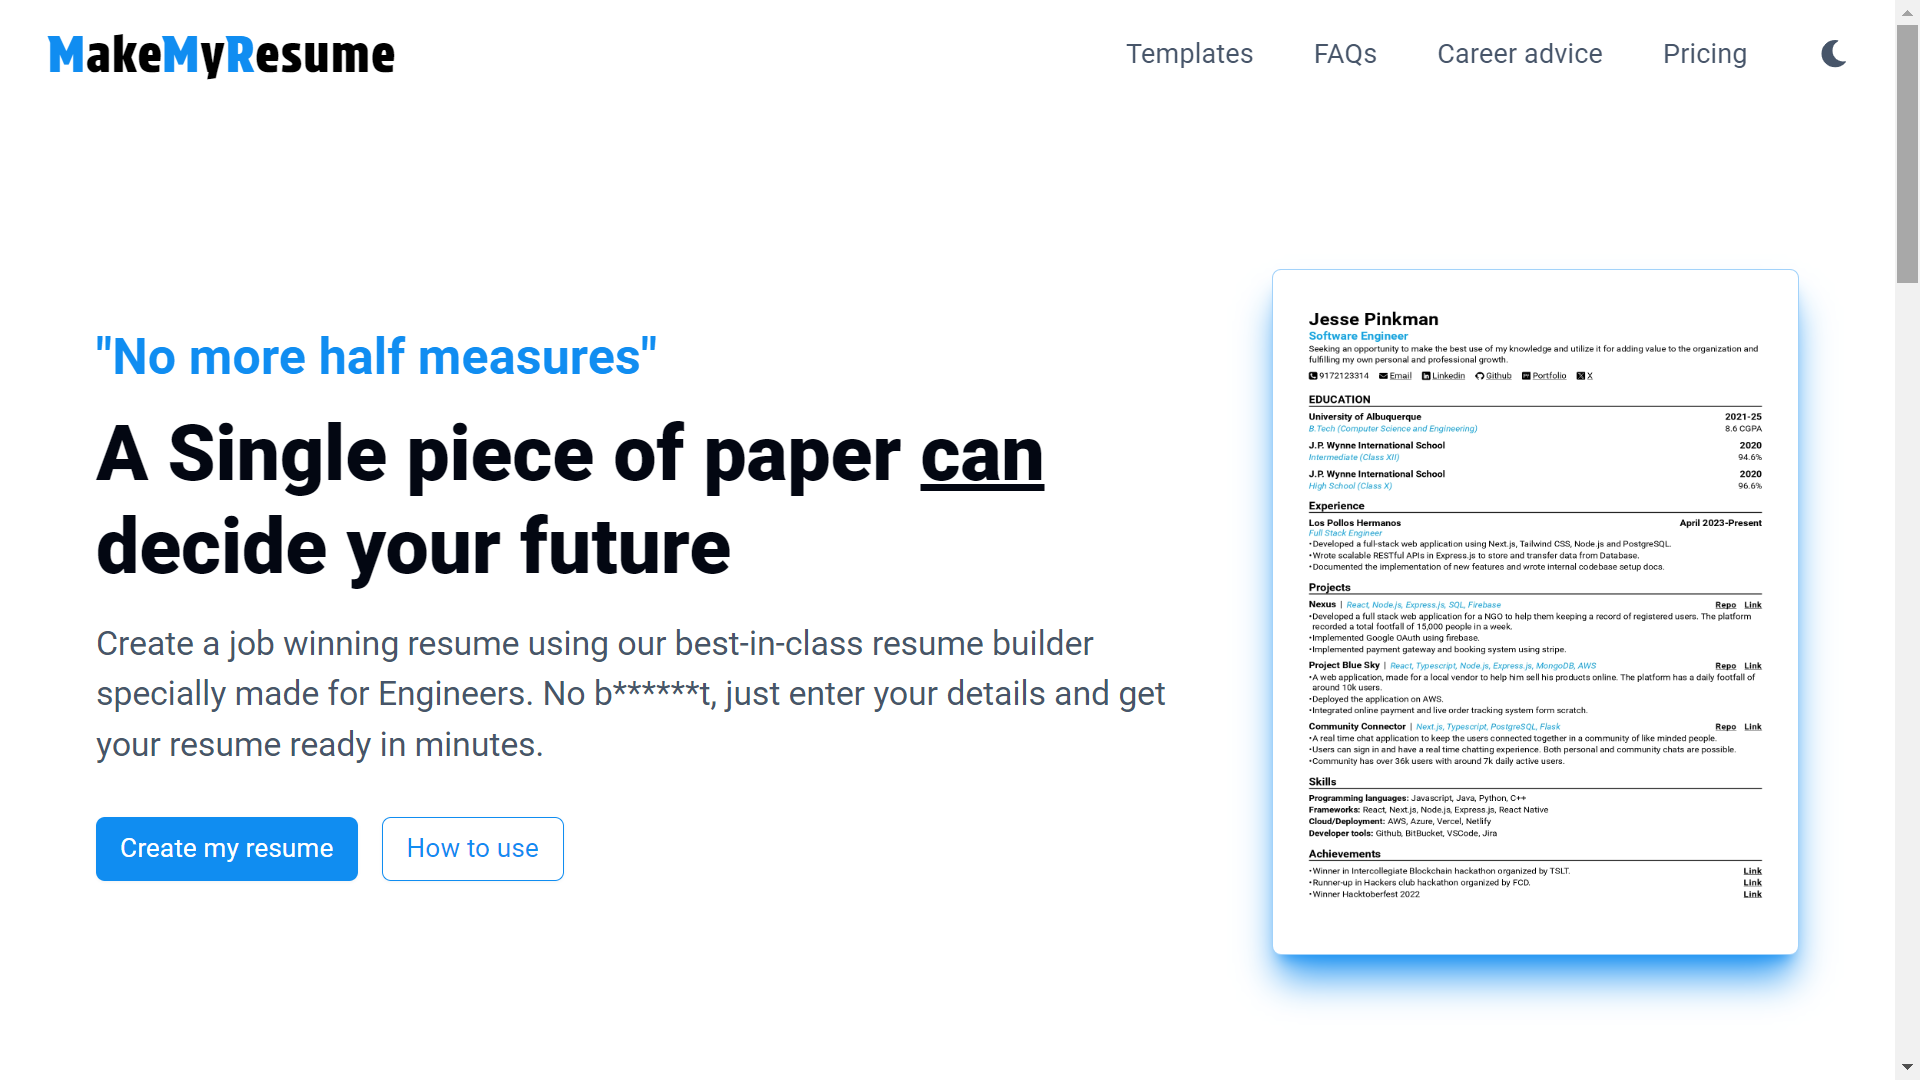 MakeMyResume
Templates FAQs Career advice Pricing
"No more half measures"
A Single piece of paper can
decide your future
Create a job winning resume using our best-in-class resume builder
specially made for Engineers. No b******t, just enter your details and get
your resume ready in minutes.
Create my resume How to use
Jesse Pinkman
Software Engineer
Seeking an opportunity to make the best use of my knowledge and utilize it for adding value to the organization and
fulfilling my own personal and professional growth.
9172123314 Email Linkedin Github Portfolio X
EDUCATION
University of Albuquerque 2021-25
B.Tech (Computer Science and Engineering) 8.6 CGPA
J.P. Wynne International School 2020
Intermediate (Class XII) 94.6%
J.P. Wynne International School 2020
High School (Class X) 96.6%
Experience
Los Pollos Hermanos April 2023-Present
Full Stack Engineer
•Developed a full-stack web application using Next.js, Tailwind CSS, Node.js and PostgreSQL.
•Wrote scalable RESTful APIs in Express.js to store and transfer data from Database.
•Documented the implementation of new features and wrote internal codebase setup docs.
Projects
Nexus | React, Node.js, Express.js, SQL, Firebase Repo Link
•Developed a full stack web application for a NGO to help them keeping a record of registered users. The platform
recorded a total footfall of 15,000 people in a week.
•Implemented Google OAuth using firebase.
•Implemented payment gateway and booking system using stripe.
Project Blue Sky | React, Typescript, Node.js, Express.js, MongoDB, AWS Repo Link
•A web application, made for a local vendor to help him sell his products online. The platform has a daily footfall of
around 10k users.
•Deployed the application on AWS.
•Integrated online payment and live order tracking system form scratch.
Community Connector | Next.js, Typescript, PostgreSQL, Flask Repo Link
•A real time chat application to keep the users connected together in a community of like minded people.
•Users can sign in and have a real time chatting experience. Both personal and community chats are possible.
•Community has over 36k users with around 7k daily active users.
Skills
Programming languages: Javascript, Java, Python, C++
Frameworks: React, Next.js, Node.js, Express.js, React Native
Cloud/Deployment: AWS, Azure, Vercel, Netlify
Developer tools: Github, BitBucket, VSCode, Jira
Achievements
•Winner in Intercollegiate Blockchain hackathon organized by TSLT. Link
•Runner-up in Hackers club hackathon organized by FCD. Link
•Winner Hacktoberfest 2022 Link